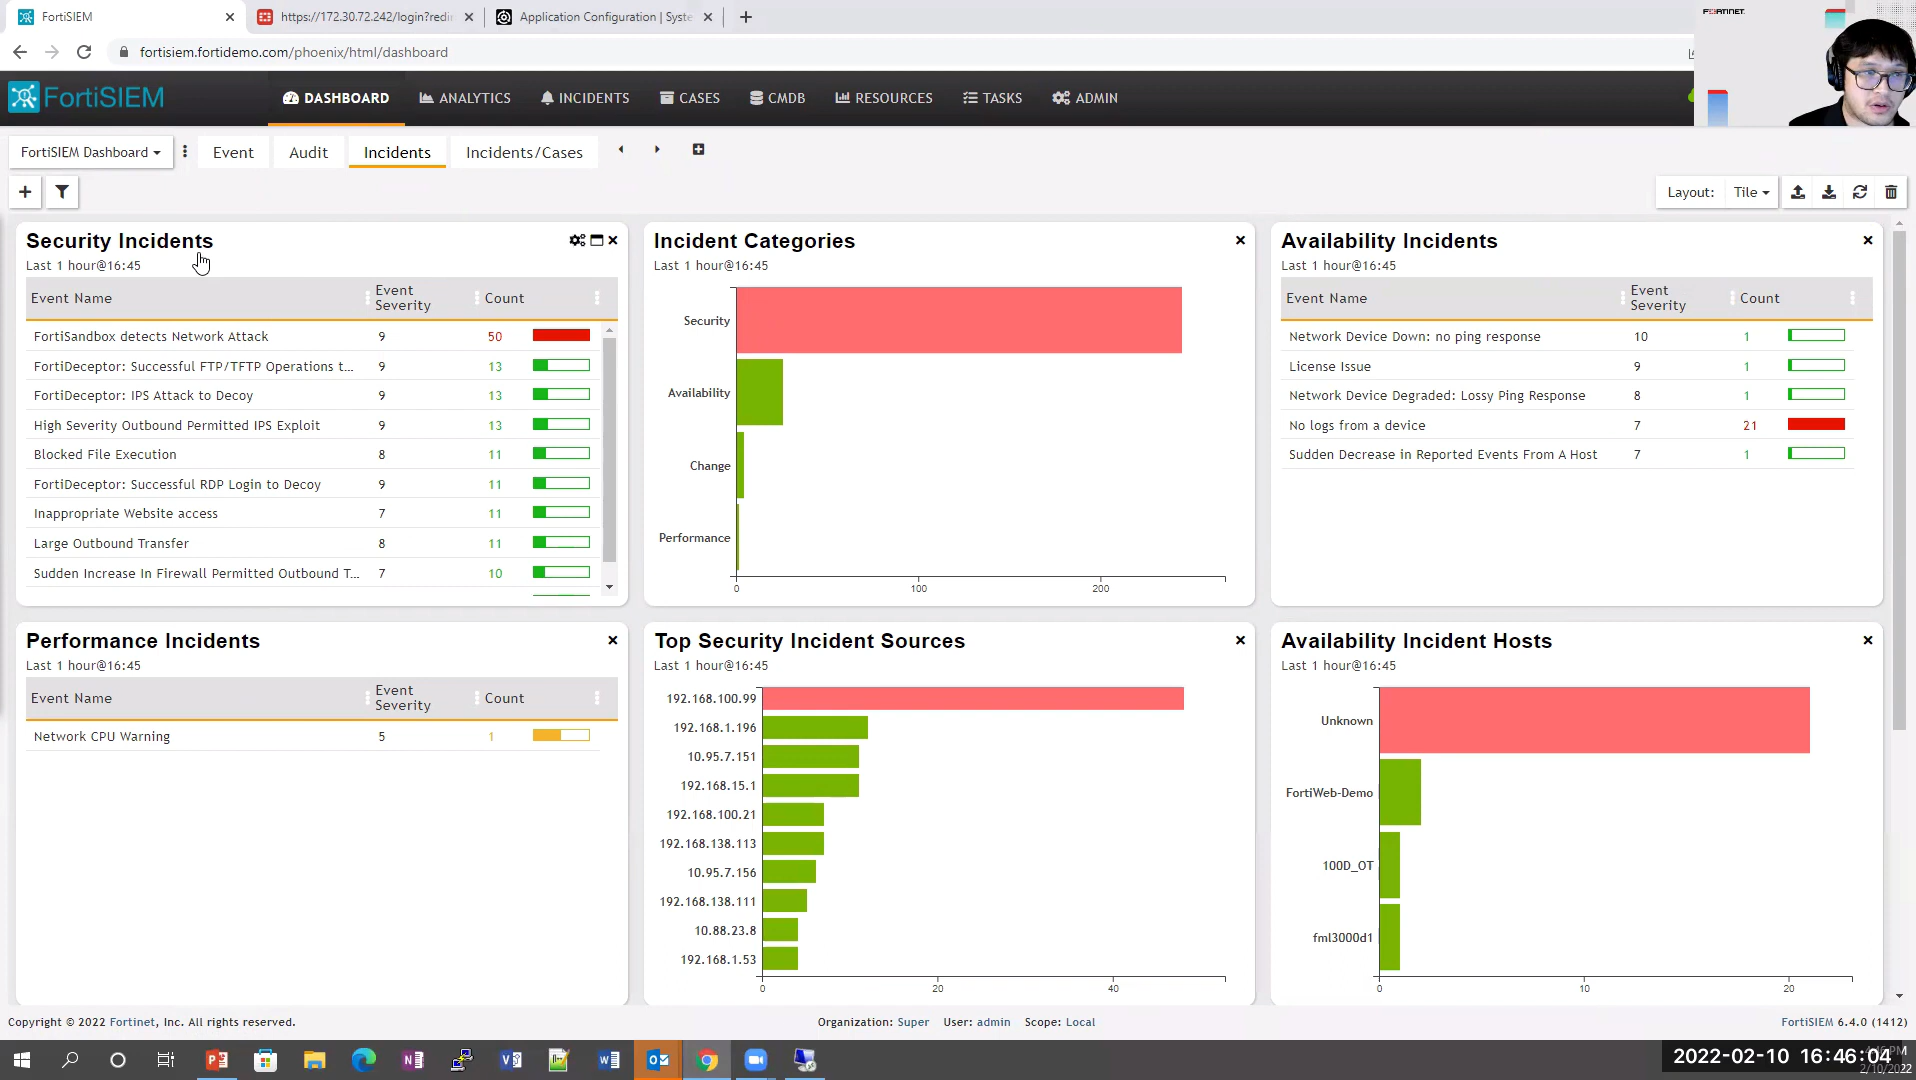 FortiSIEM
https://172.30.72.242/login?redir
Application Configuration | Syste
FORTINET
fortisiem.fortidemo.com/phoenix/html/dashboard
FortiSIEM
DASHBOARD
ANALYTICS
INCIDENTS
CASES
CMDB
RESOURCES
TASKS
ADMIN
FortiSIEM Dashboard
Event
Audit
Incidents
Incidents/Cases
Layout: Tile
Security Incidents
Last 1 hour@16:45
Event Name
Event Severity
Count
FortiSandbox detects Network Attack 9 50
FortiDeceptor: Successful FTP/TFTP Operations t... 9 13
FortiDeceptor: IPS Attack to Decoy 9 13
High Severity Outbound Permitted IPS Exploit 9 13
Blocked File Execution 8 11
FortiDeceptor: Successful RDP Login to Decoy 9 11
Inappropriate Website access 7 11
Large Outbound Transfer 8 11
Sudden Increase In Firewall Permitted Outbound T... 7 10
Incident Categories
Last 1 hour@16:45
Security
Availability
Change
Performance
0 100 200
Availability Incidents
Last 1 hour@16:45
Event Name
Event Severity
Count
Network Device Down: no ping response 10 1
License Issue 9 1
Network Device Degraded: Lossy Ping Response 8 1
No logs from a device 7 21
Sudden Decrease in Reported Events From A Host 7 1
Performance Incidents
Last 1 hour@16:45
Event Name
Event Severity
Count
Network CPU Warning 5 1
Top Security Incident Sources
Last 1 hour@16:45
192.168.100.99
192.168.1.196
10.95.7.151
192.168.15.1
192.168.100.21
192.168.138.113
10.95.7.156
192.168.138.111
10.88.23.8
192.168.1.53
0 20 40
Availability Incident Hosts
Last 1 hour@16:45
Unknown
FortiWeb-Demo
100D_OT
fml3000d1
0 10 20
Copyright © 2022 Fortinet, Inc. All rights reserved.
Organization: Super User: admin Scope: Local
FortiSIEM 6.4.0 (1412)
2022-02-10 16:46:04
2/10/2022